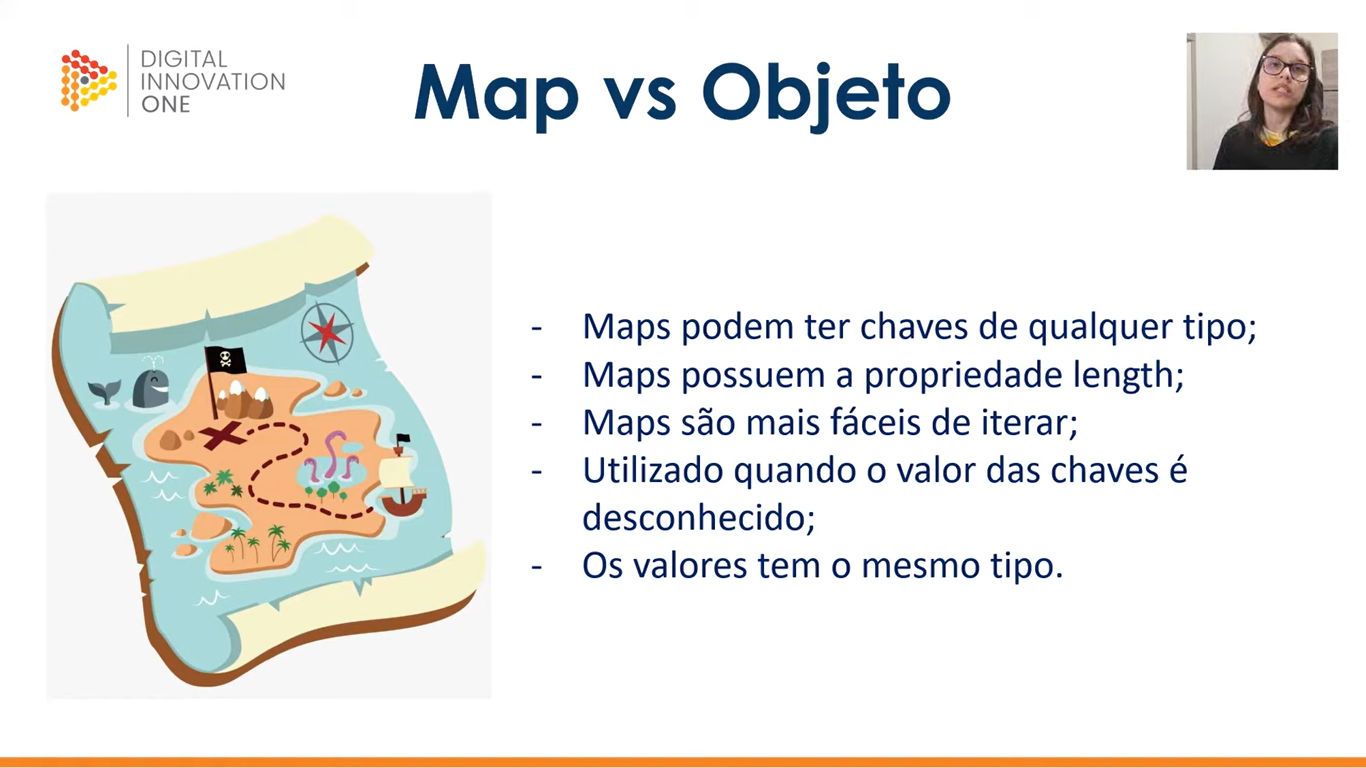 DIGITAL
INNOVATION
ONE
Map vs Objeto
- Maps podem ter chaves de qualquer tipo;
- Maps possuem a propriedade length;
- Maps são mais fáceis de iterar;
- Utilizado quando o valor das chaves é
desconhecido;
- Os valores tem o mesmo tipo.